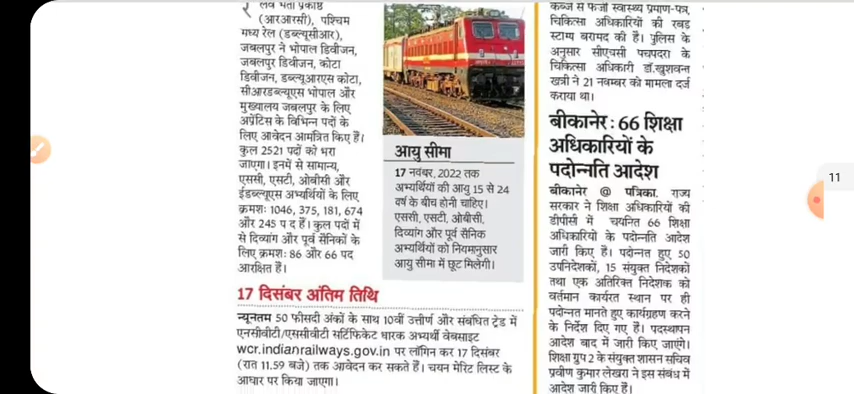 लवे भर्ती प्रकोष्ठ
(आरआरसी), पश्चिम
मध्य रेल (डब्ल्यूसीआर),
जबलपुर ने भोपाल डिवीजन,
जबलपुर डिवीजन, कोटा
डिवीजन, डब्ल्यूआरएस कोटा,
सीआरडब्ल्यूएस भोपाल और
मुख्यालय जबलपुर के लिए
अप्रेंटिस के विभिन्न पदों के
लिए आवेदन आमंत्रित किए हैं।
कुल 2521 पदों को भरा
जाएगा। इनमें से सामान्य,
एससी, एसटी, ओबीसी और
ईडब्ल्यूएस अभ्यर्थियों के लिए
क्रमशः 1046, 375, 181, 674
और 245 प द हैं। कुल पदों में
से दिव्यांग और पूर्व सैनिकों के
लिए क्रमशः 86 और 66 पद
आरक्षित हैं।
आयु सीमा
17 नवंबर, 2022 तक
अभ्यर्थियों की आयु 15 से 24
वर्ष के बीच होनी चाहिए।
एससी, एसटी, ओबीसी,
दिव्यांग और पूर्व सैनिक
अभ्यर्थियों को नियमानुसार
आयु सीमा में छूट मिलेगी।
17 दिसंबर अंतिम तिथि
न्यूनतम 50 फीसदी अंकों के साथ 10वीं उत्तीर्ण और संबंधित ट्रेड में
एनसीवीटी/एससीवीटी सर्टिफिकेट धारक अभ्यर्थी वेबसाइट
wcr.indianrailways.gov.in पर लॉगिन कर 17 दिसंबर
(रात 11.59 बजे) तक आवेदन कर सकते हैं। चयन मेरिट लिस्ट के
आधार पर किया जाएगा।
कब्जे से फर्जी स्वास्थ्य प्रमाण-पत्र,
चिकित्सा अधिकारियों की रबड़
स्टाम्प बरामद की हैं। पुलिस के
अनुसार सीएचसी पचपदरा के
चिकित्सा अधिकारी डॉ.खुशवन्त
खत्री ने 21 नवम्बर को मामला दर्ज
कराया था।
बीकानेर : 66 शिक्षा
अधिकारियों के
पदोन्नति आदेश
बीकानेर @ पत्रिका. राज्य
सरकार ने शिक्षा अधिकारियों की
डीपीसी में चयनित 66 शिक्षा
अधिकारियों के पदोन्नति आदेश
जारी किए हैं। पदोन्नत हुए 50
उपनिदेशकों, 15 संयुक्त निदेशकों
तथा एक अतिरिक्त निदेशक को
वर्तमान कार्यरत स्थान पर ही
पदोन्नत मानते हुए कार्यग्रहण करने
के निर्देश दिए गए हैं। पदस्थापन
आदेश बाद में जारी किए जाएंगे।
शिक्षा ग्रुप 2 के संयुक्त शासन सचिव
प्रवीण कुमार लेखरा ने इस संबंध में
आदेश जारी किए हैं।
11